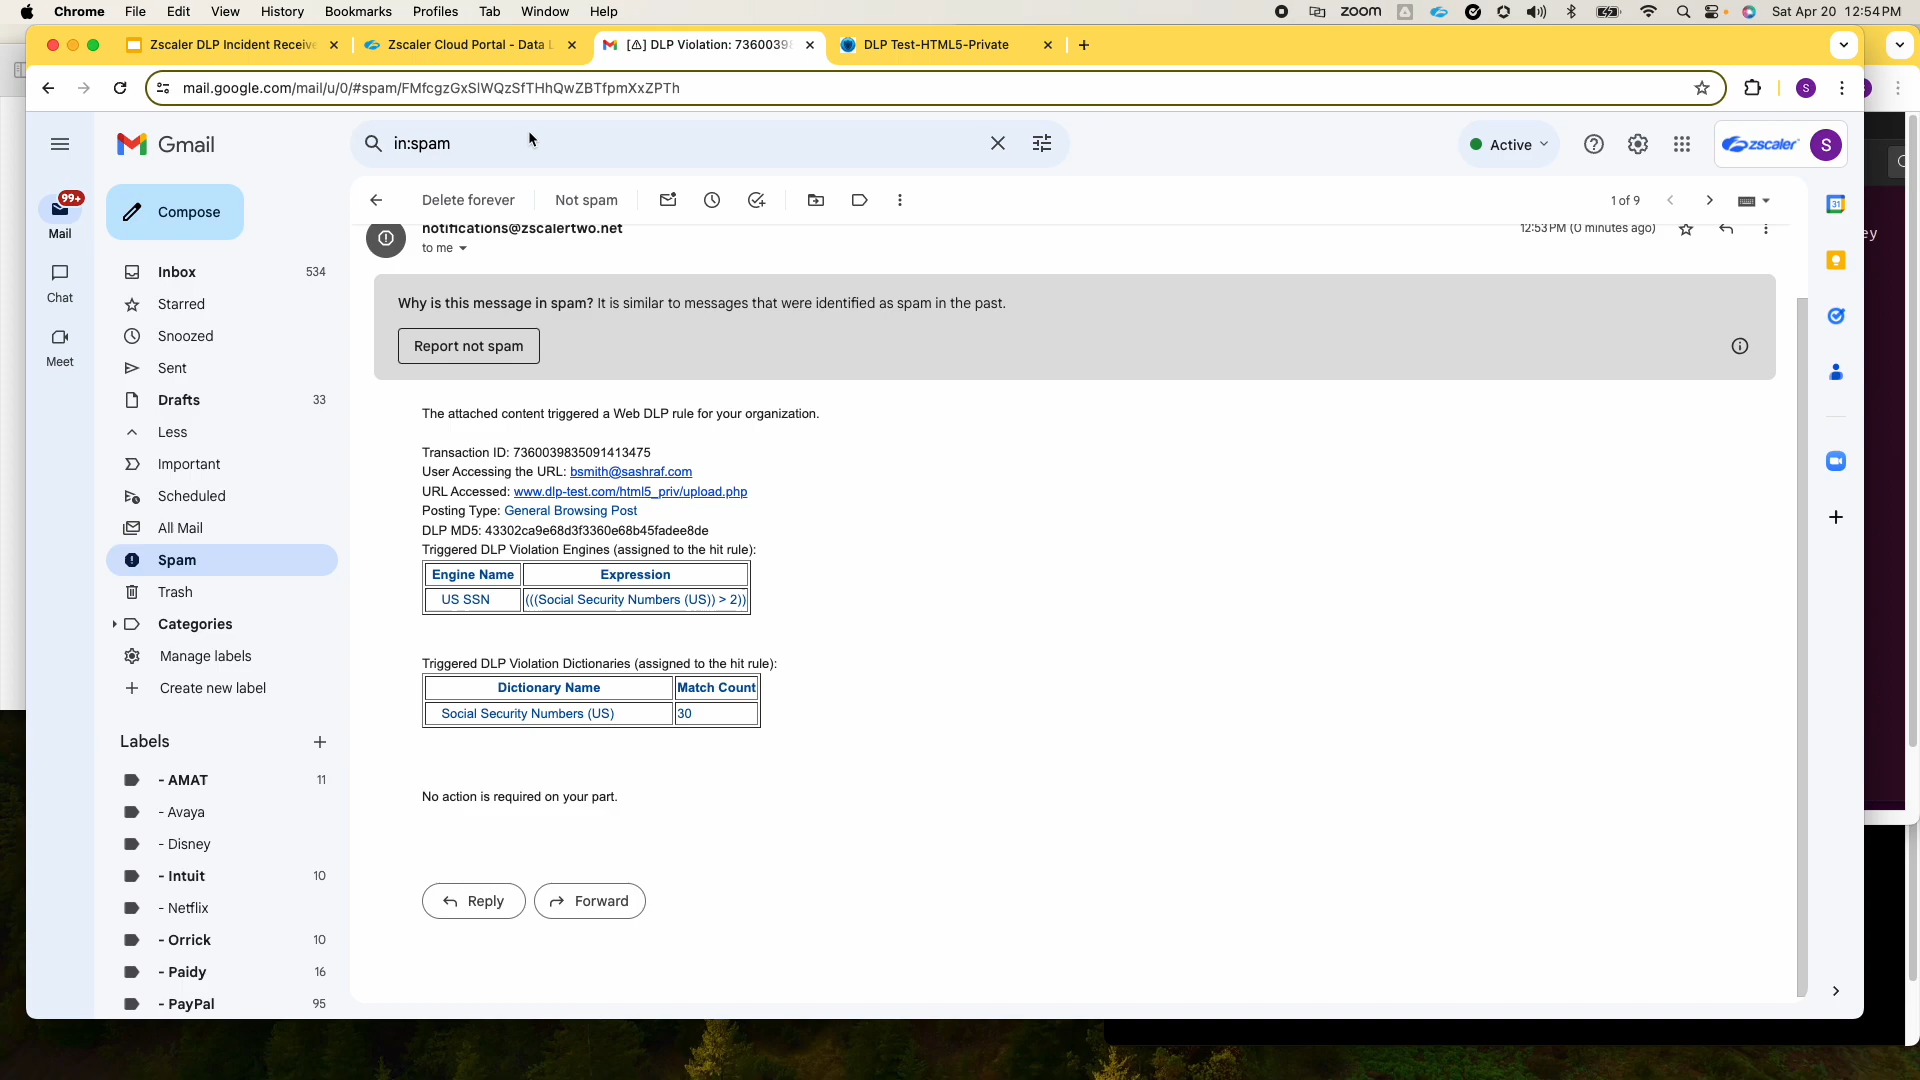 Chrome File Edit View History Bookmarks Profiles Tab Window Help zoom Sat Apr 20 12:54 PM
Zscaler DLP Incident Receive Zscaler Cloud Portal - Data L [⚠] DLP Violation: 7360039 DLP Test-HTML5-Private
mail.google.com/mail/u/0/#spam/FMfcgzGxSlWQzSfTHhQwZBTfpmXxZPTh S
Gmail in:spam Active zscaler S
99+
Mail
Chat
Meet
Compose
Inbox 534
Starred
Snoozed
Sent
Drafts 33
Less
Important
Scheduled
All Mail
Spam
Trash
Categories
Manage labels
Create new label
Labels
- AMAT 11
- Avaya
- Disney
- Intuit 10
- Netflix
- Orrick 10
- Paidy 16
- PayPal 95
Delete forever Not spam 1 of 9
notifications@zscalertwo.net 12:53 PM (0 minutes ago)
to me
Why is this message in spam? It is similar to messages that were identified as spam in the past.
Report not spam
The attached content triggered a Web DLP rule for your organization.
Transaction ID: 7360039835091413475
User Accessing the URL: bsmith@sashraf.com
URL Accessed: www.dlp-test.com/html5_priv/upload.php
Posting Type: General Browsing Post
DLP MD5: 43302ca9e68d3f3360e68b45fadee8de
Triggered DLP Violation Engines (assigned to the hit rule):
Engine Name Expression
US SSN (((Social Security Numbers (US)) > 2))
Triggered DLP Violation Dictionaries (assigned to the hit rule):
Dictionary Name Match Count
Social Security Numbers (US) 30
No action is required on your part.
Reply Forward
31
ey